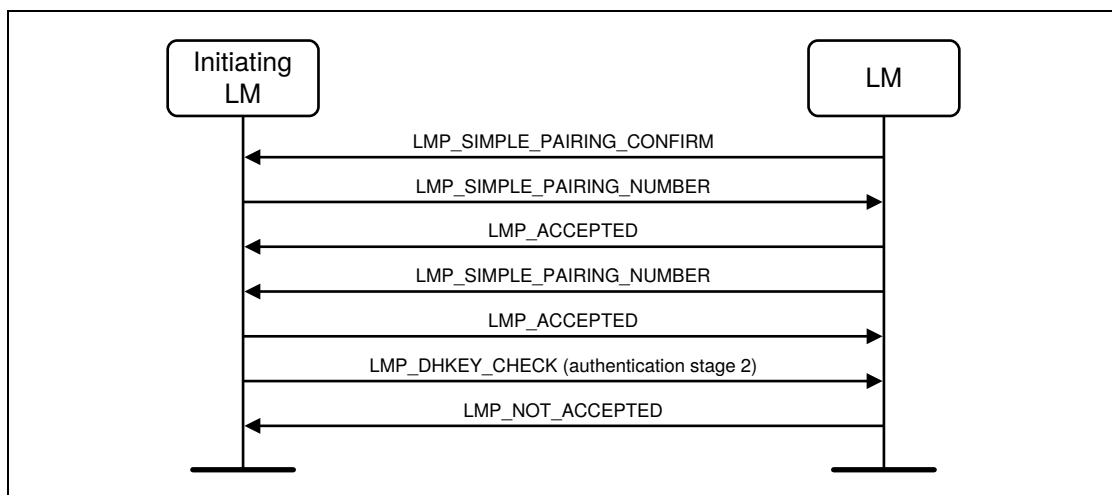 Initiating
LM
LM
LMP_SIMPLE_PAIRING_CONFIRM
LMP_SIMPLE_PAIRING_NUMBER
LMP_ACCEPTED
LMP_SIMPLE_PAIRING_NUMBER
LMP_ACCEPTED
LMP_DHKEY_CHECK (authentication stage 2)
LMP_NOT_ACCEPTED